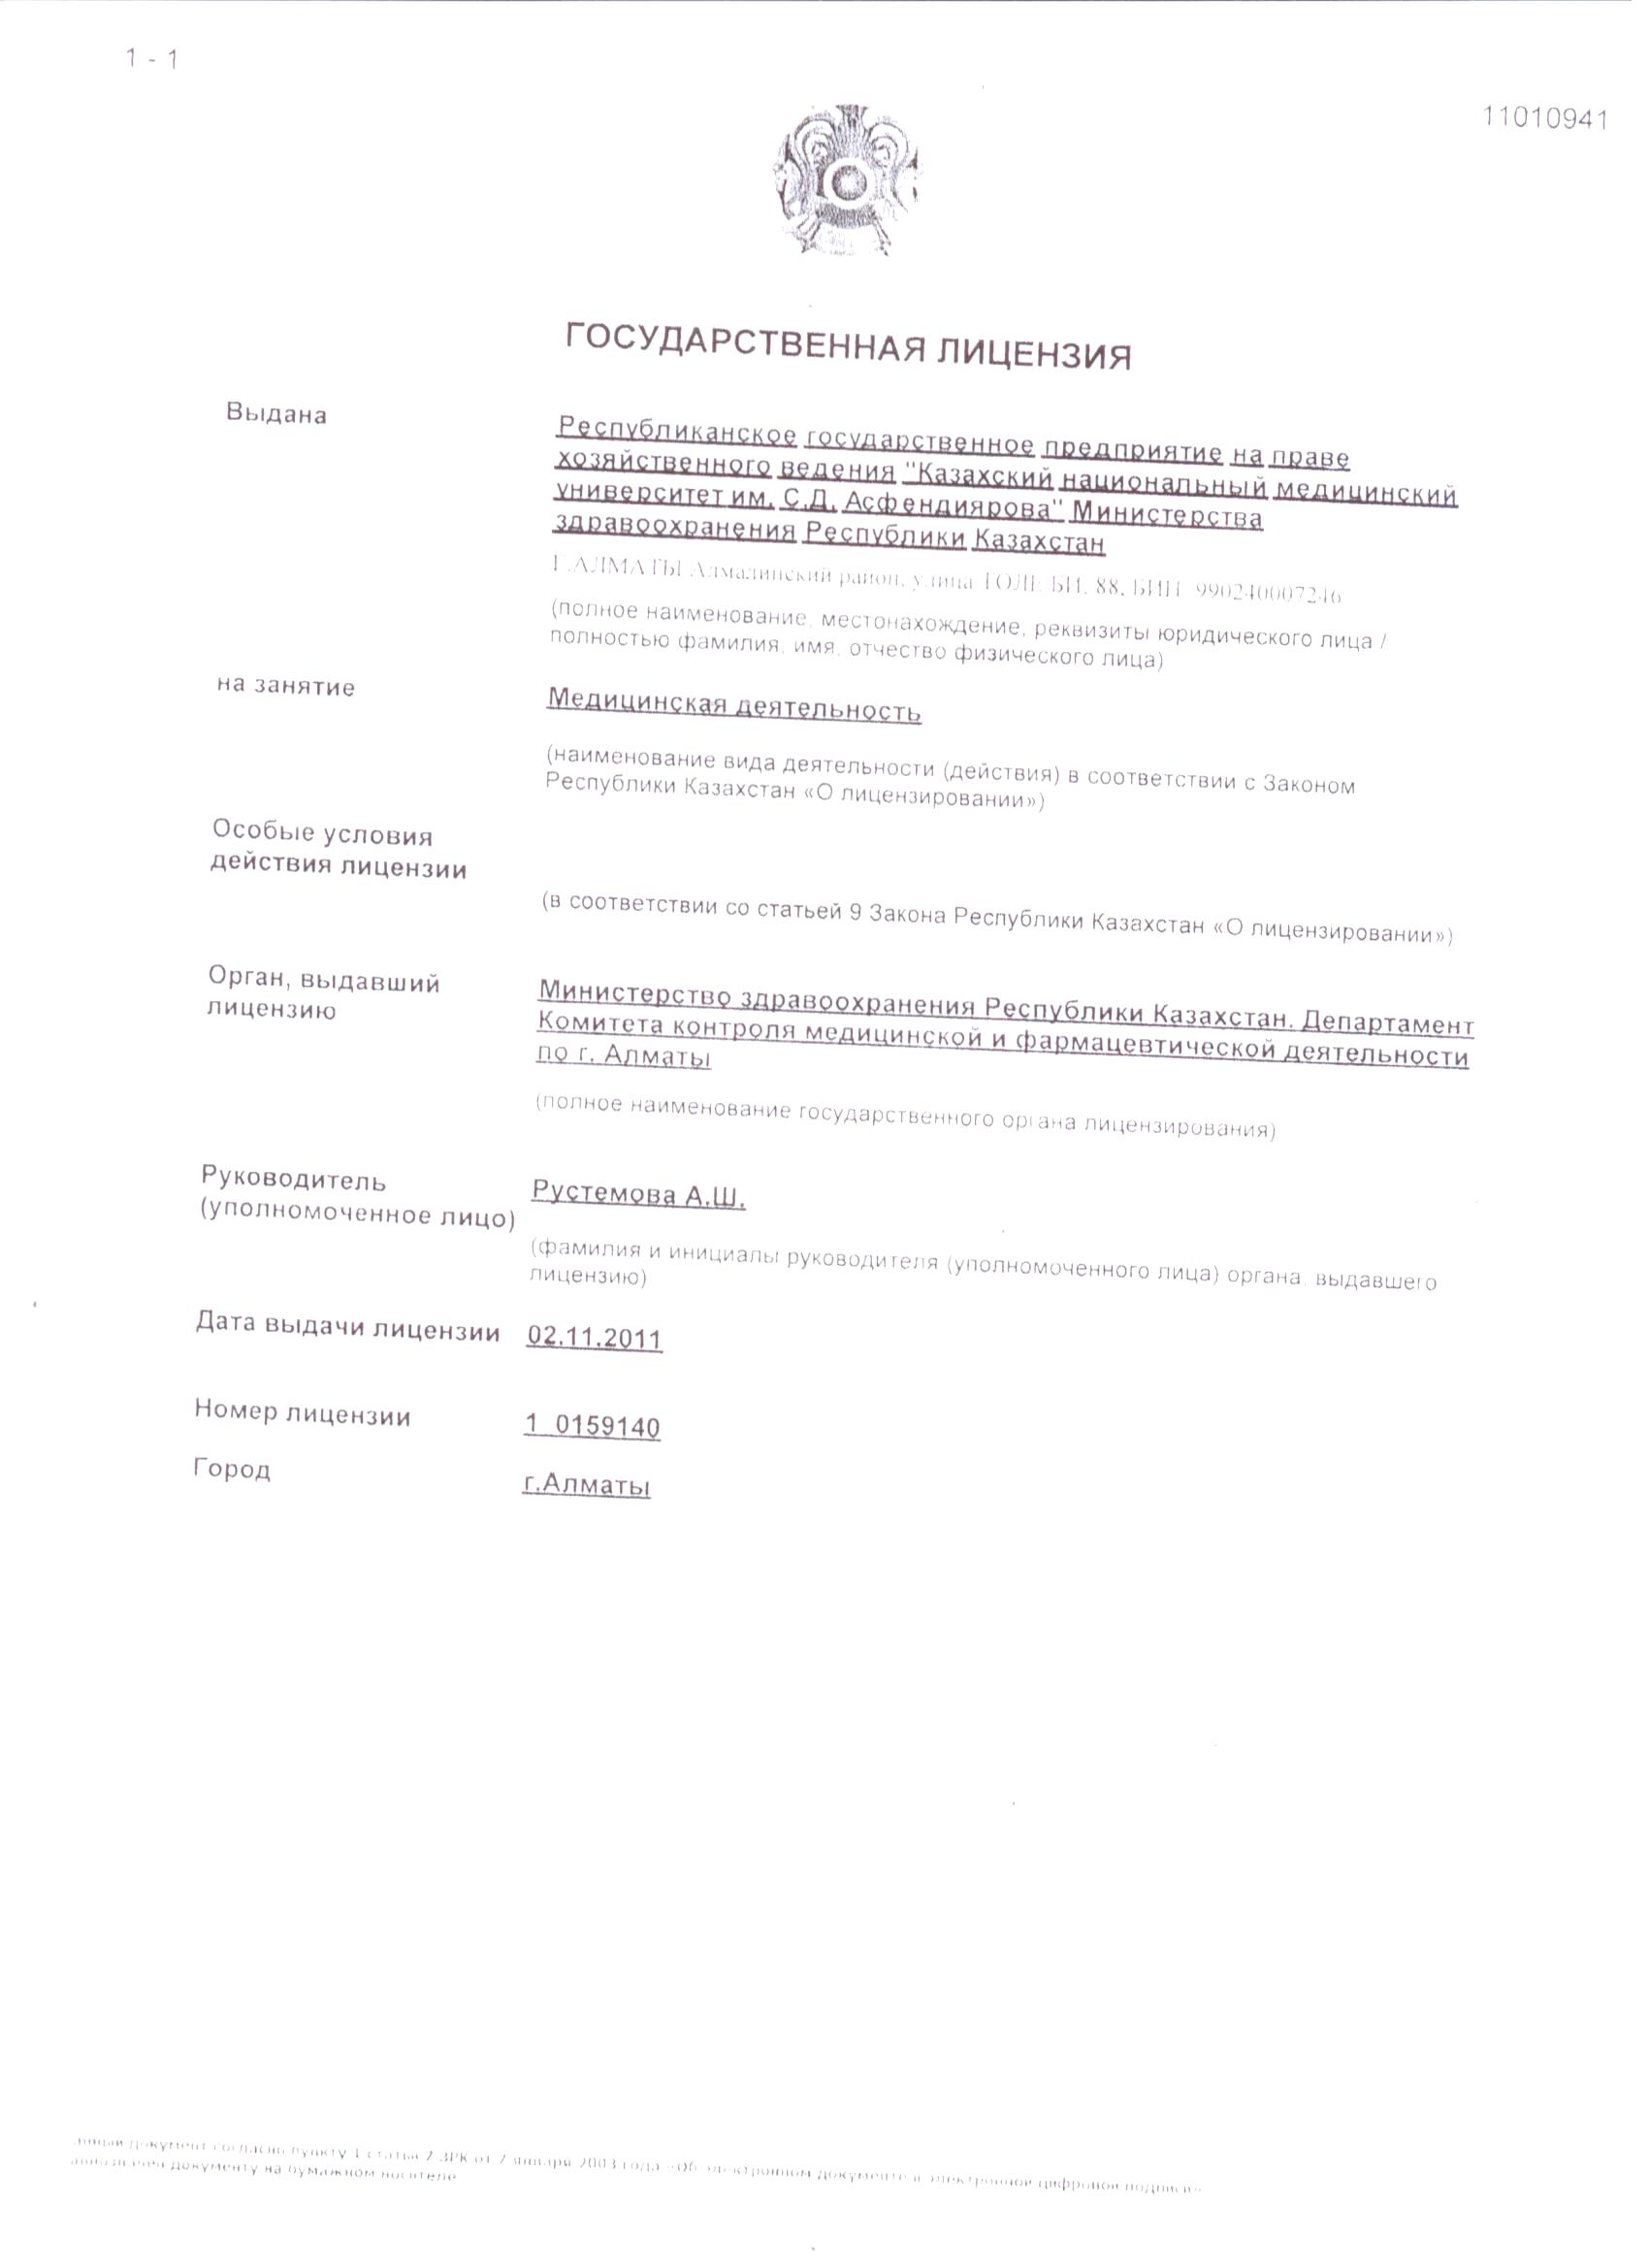 1 - 1
11010941
ГОСУДАРСТВЕННАЯ ЛИЦЕНЗИЯ
Выдана
Республиканское государственное предприятие на праве
хозяйственного ведения "Казахский национальный медицинский
университет им. С.Д. Асфендиярова" Министерства
здравоохранения Республики Казахстан
Г.АЛМАТЫ Алмалинский район, улица ТОЛЕ БИ, 88, БИН 990240007246
(полное наименование, местонахождение, реквизиты юридического лица /
полностью фамилия, имя, отчество физического лица)
на занятие
Медицинская деятельность
(наименование вида деятельности (действия) в соответствии с Законом
Республики Казахстан «О лицензировании»)
Особые условия
действия лицензии
(в соответствии со статьей 9 Закона Республики Казахстан «О лицензировании»)
Орган, выдавший
лицензию
Министерство здравоохранения Республики Казахстан. Департамент
Комитета контроля медицинской и фармацевтической деятельности
по г. Алматы
(полное наименование государственного органа лицензирования)
Руководитель
(уполномоченное лицо)
Рустемова А.Ш.
(фамилия и инициалы руководителя (уполномоченного лица) органа, выдавшего
лицензию)
Дата выдачи лицензии
02.11.2011
Номер лицензии
1 0159140
Город
г.Алматы
документ согласно пункту 1 статьи 7 ЗРК от 7 января 2003 года «Об электронном документе и электронной цифровой подписи»
документу на бумажном носителе